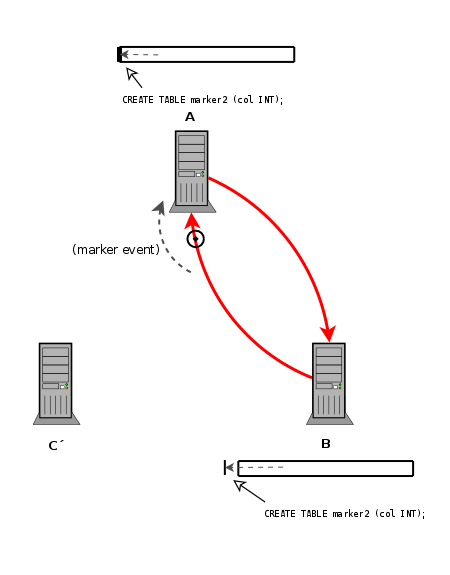 CREATE TABLE marker2 (col INT);
A
(marker event)
C´
B
CREATE TABLE marker2 (col INT);